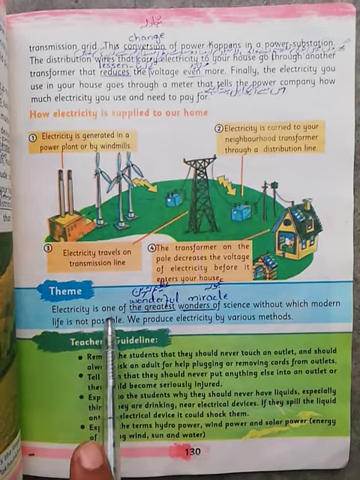 change
transmission grid. This conversion of power happens in a power substation.
The distribution wires that carry electricity to your house go through another
lessen
transformer that reduces the voltage even more. Finally, the electricity you
use in your house goes through a meter that tells the power company how
much electricity you use and need to pay for.
How electricity is supplied to our home
1 Electricity is generated in a
power plant or by windmills.
2 Electricity is carried to your
neighbourhood transformer
through a distribution line.
3 Electricity travels on
transmission line
4 The transformer on the
pole decreases the voltage
of electricity before it
enters your house.
Theme
wonderful miracle
Electricity is one of the greatest wonders of science without which modern
life is not possible. We produce electricity by various methods.
Teacher Guideline:
the students that they should never touch an outlet, and should
an adult for help plugging or removing cords from outlets.
Tell that they should never put anything else into an outlet or
they could become seriously injured.
to the students why they should never have liquids, especially
they are drinking, near electrical devices. If they spill the liquid
electrical device it could shock them.
the terms hydro power, wind power and solar power (energy
of wind, sun and water)
130